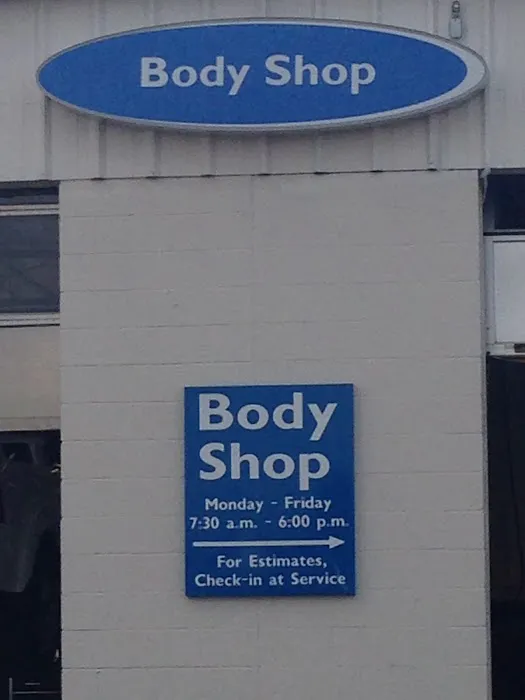 Body Shop
Body
Shop
Monday - Friday
7:30 a.m. - 6:00 p.m.
For Estimates,
Check-in at Service